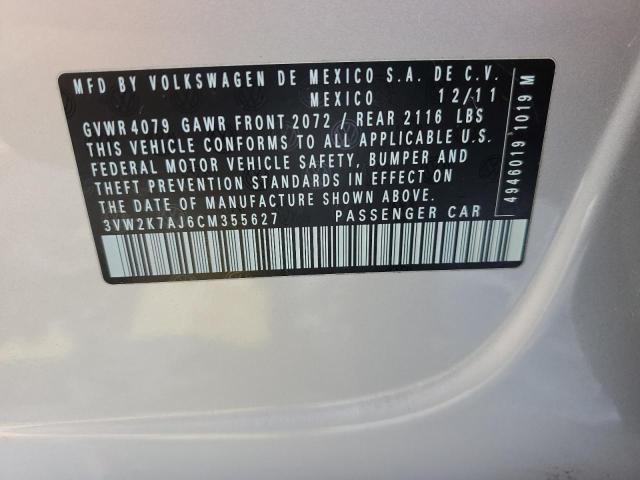 MFD BY VOLKSWAGEN DE MEXICO S.A. DE C.V.
MEXICO 12/11
GVWR 4079 GAWR FRONT 2072 REAR 2116 LBS
THIS VEHICLE CONFORMS TO ALL APPLICABLE U.S.
FEDERAL MOTOR VEHICLE SAFETY, BUMPER AND
THEFT PREVENTION STANDARDS IN EFFECT ON
THE DATE OF MANUFACTURE SHOWN ABOVE.
3VW2K7AJ6CM355627 PASSENGER CAR
4946019 1019 M